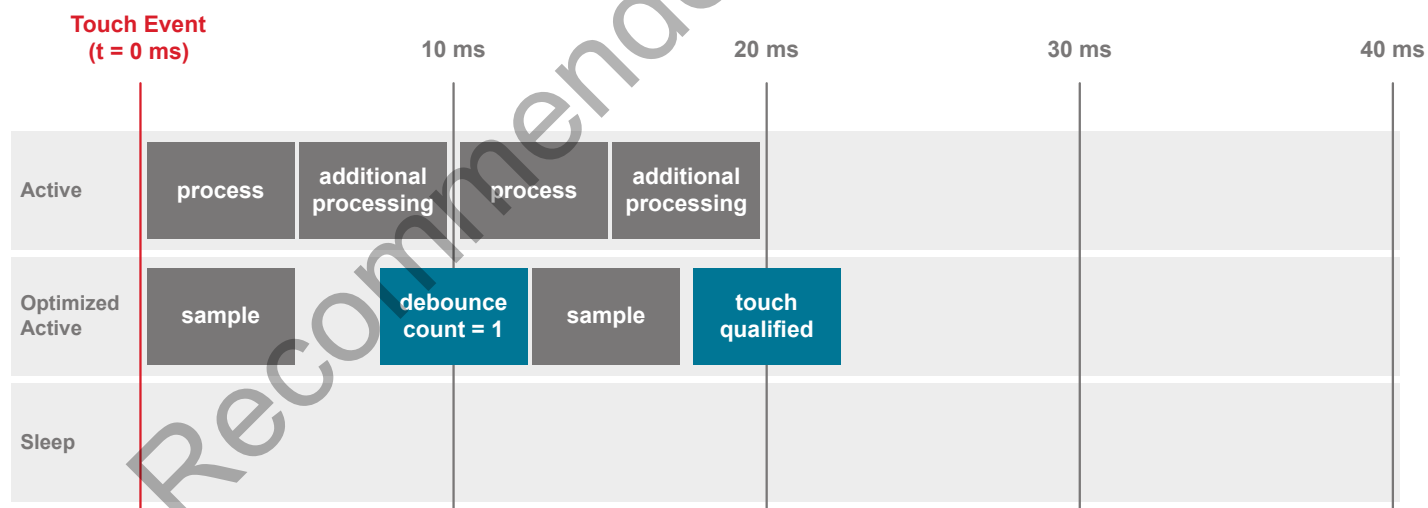 Touch Event
(t = 0 ms)
10 ms
20 ms
30 ms
40 ms
Active
process
additional
processing
process
additional
processing
Optimized
Active
sample
debounce
count = 1
sample
touch
qualified
Sleep